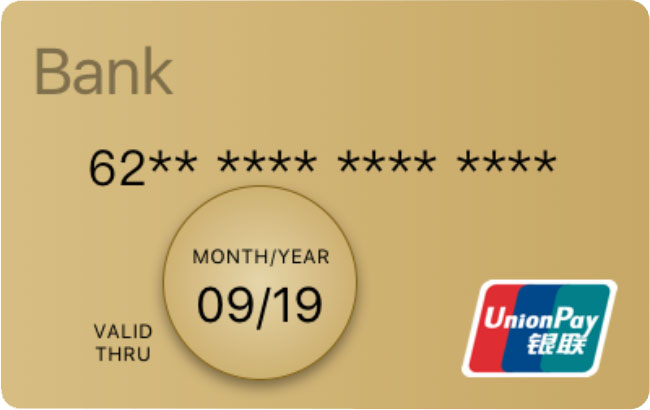 Bank
62** **** **** ****
MONTH/YEAR
09/19
VALID
THRU
UnionPay
银联